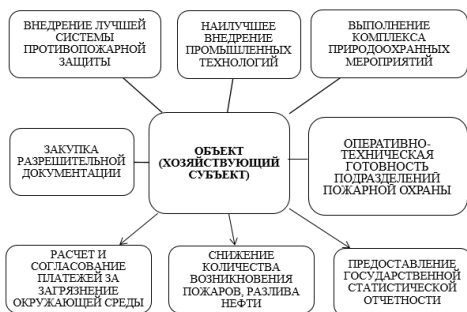 ВНЕДРЕНИЕ ЛУЧШЕЙ
СИСТЕМЫ
ПРОТИВОПОЖАРНОЙ
ЗАЩИТЫ
НАИЛУЧШЕЕ
ВНЕДРЕНИЕ
ПРОМЫШЛЕННЫХ
ТЕХНОЛОГИЙ
ВЫПОЛНЕНИЕ
КОМПЛЕКСА
ПРИРОДООХРАННЫХ
МЕРОПРИЯТИЙ
ЗАКУПКА
РАЗРЕШИТЕЛЬНОЙ
ДОКУМЕНТАЦИИ
ОБЪЕКТ
(ХОЗЯЙСТВУЮЩИЙ
СУБЪЕКТ)
ОПЕРАТИВНО-
ТЕХНИЧЕСКАЯ
ГОТОВНОСТЬ
ПОДРАЗДЕЛЕНИЙ
ПОЖАРНОЙ ОХРАНЫ
РАСЧЕТ И
СОГЛАСОВАНИЕ
ПЛАТЕЖЕЙ ЗА
ЗАГРЯЗНЕНИЕ
ОКРУЖАЮЩЕЙ СРЕДЫ
СНИЖЕНИЕ
КОЛИЧЕСТВА
ВОЗНИКНОВЕНИЯ
ПОЖАРОВ, РАЗЛИВА
НЕФТИ
ПРЕДОСТАВЛЕНИЕ
ГОСУДАРСТВЕННОЙ
СТАТИСТИЧЕСКОЙ
ОТЧЕТНОСТИ